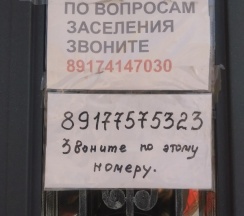 ПО ВОПРОСАМ
ЗАСЕЛЕНИЯ
ЗВОНИТЕ
89174147030
89177575323
Звоните по этому
номеру.